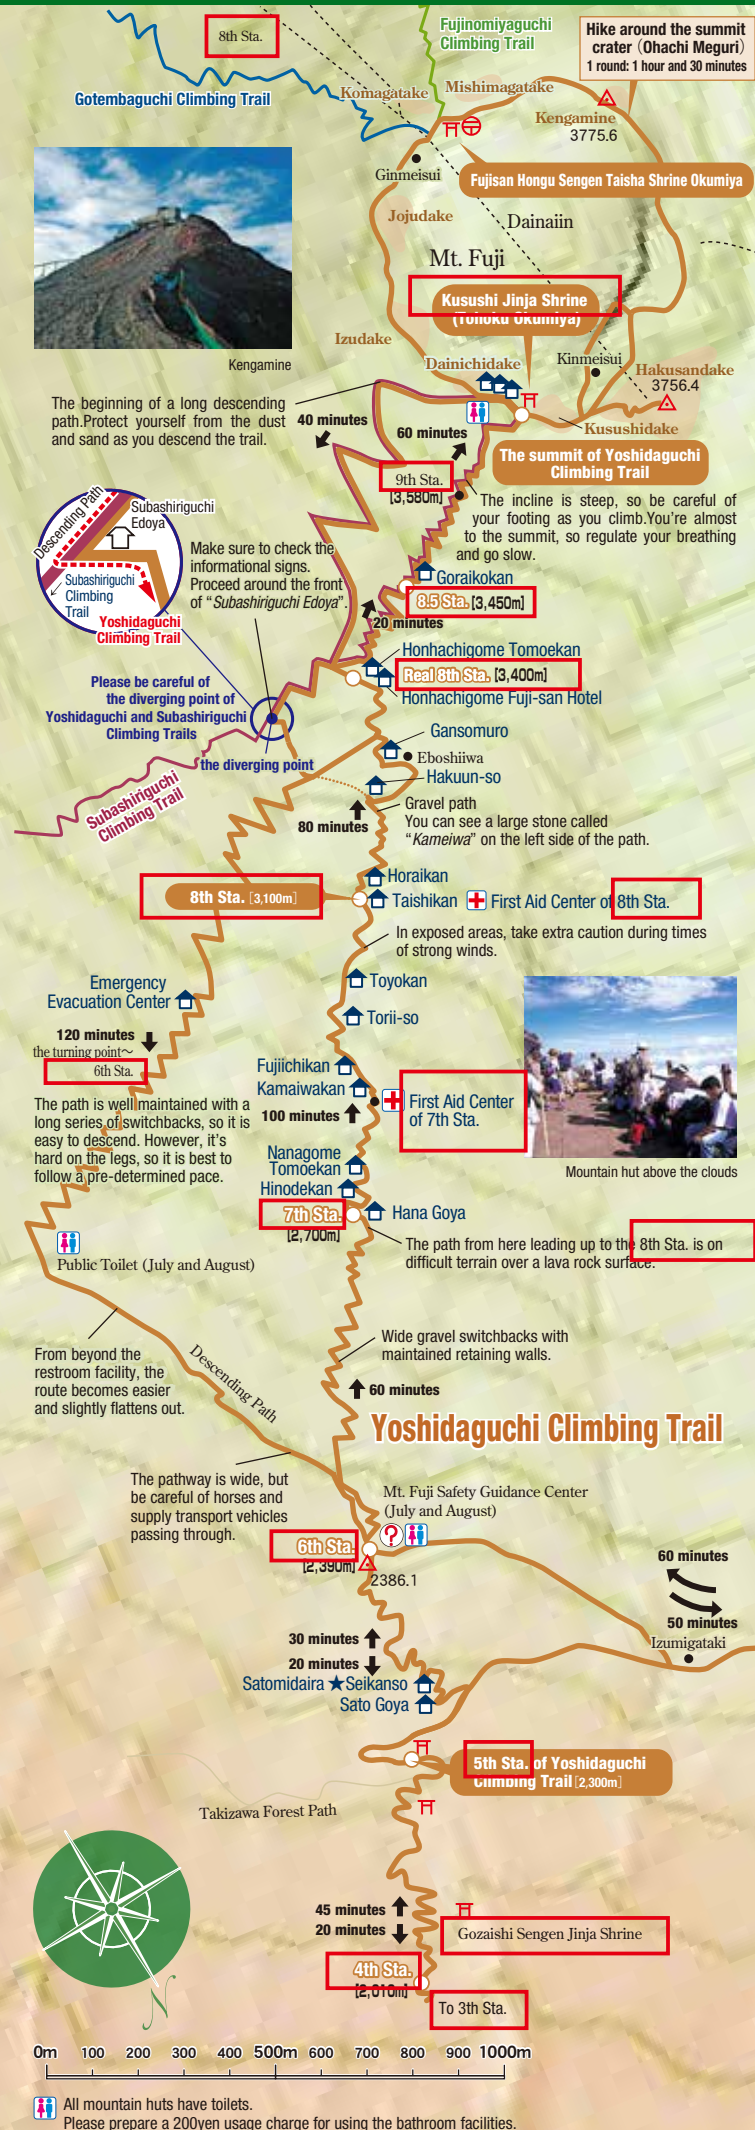 8th Sta.
Fujinomiyaguchi
Climbing Trail
Hike around the summit
crater (Ohachi Meguri)
1 round: 1 hour and 30 minutes
Gotembaguchi Climbing Trail
Komagatake
Mishimagatake
Kengamine
3775.6
Ginmeisui
Fujisan Hongu Sengen Taisha Shrine Okumiya
Jojudake
Dainaiin
Mt. Fuji
Kusushi Jinja Shrine
(Tohoku Okumiya)
Izudake
Kengamine
Dainichidake
Kinmeisui
Hakusandake
3756.4
Kusushidake
The beginning of a long descending
path.Protect yourself from the dust
and sand as you descend the trail.
40 minutes
60 minutes
The summit of Yoshidaguchi
Climbing Trail
9th Sta.
[3,580m]
The incline is steep, so be careful of
your footing as you climb.You're almost
to the summit, so regulate your breathing
and go slow.
Descending Path
Subashiriguchi
Edoya
Subashiriguchi
Climbing
Trail
Yoshidaguchi
Climbing Trail
Make sure to check the
informational signs.
Proceed around the front
of “Subashiriguchi Edoya”.
Goraikokan
8.5 Sta. [3,450m]
20 minutes
Honhachigome Tomoekan
Real 8th Sta. [3,400m]
Honhachigome Fuji-san Hotel
Please be careful of
the diverging point of
Yoshidaguchi and Subashiriguchi
Climbing Trails
the diverging point
Gansomuro
Eboshiiwa
Hakuun-so
Subashiriguchi
Climbing Trail
80 minutes
Gravel path
You can see a large stone called
“Kameiwa” on the left side of the path.
Horaikan
8th Sta. [3,100m]
Taishikan
First Aid Center of 8th Sta.
In exposed areas, take extra caution during times
of strong winds.
Toyokan
Emergency
Evacuation Center
Torii-so
120 minutes
the turning point~
6th Sta.
Fujiichikan
Kamaiwakan
100 minutes
First Aid Center
of 7th Sta.
The path is well maintained with a
long series of switchbacks, so it is
easy to descend. However, it's
hard on the legs, so it is best to
follow a pre-determined pace.
Mountain hut above the clouds
Nanagome
Tomoekan
Hinodekan
7th Sta.
[2,700m]
Hana Goya
The path from here leading up to the 8th Sta. is on
difficult terrain over a lava rock surface.
Public Toilet (July and August)
Wide gravel switchbacks with
maintained retaining walls.
From beyond the
restroom facility, the
route becomes easier
and slightly flattens out.
Descending Path
60 minutes
Yoshidaguchi Climbing Trail
The pathway is wide, but
be careful of horses and
supply transport vehicles
passing through.
Mt. Fuji Safety Guidance Center
(July and August)
?
6th Sta.
[2,390m]
2386.1
60 minutes
50 minutes
Izumigataki
30 minutes
20 minutes
Satomidaira ★Seikanso
Sato Goya
5th Sta. of Yoshidaguchi
Climbing Trail [2,300m]
Takizawa Forest Path
45 minutes
20 minutes
Gozaishi Sengen Jinja Shrine
4th Sta.
[2,010m]
To 3th Sta.
N
0m 100 200 300 400 500m 600 700 800 900 1000m
All mountain huts have toilets.
Please prepare a 200yen usage charge for using the bathroom facilities.